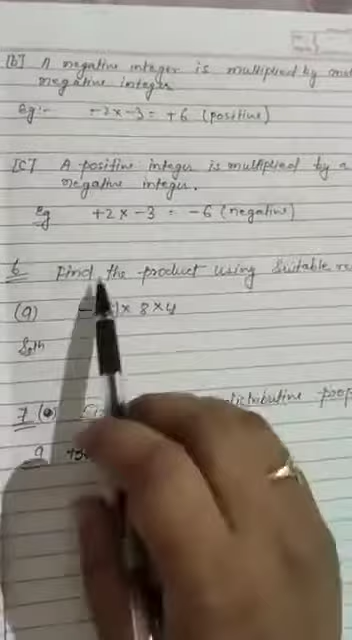 [b] A negative integer is multiplied by
negative integer
Eg:- -2 x -3 = +6 (positive)
[C] A positive integer is multiplied by a
negative integer.
Eg +2 x -3 = -6 (negative)
6 Find the product using Suitable
(a) x 8 x 4
Soln
7 distributive prop